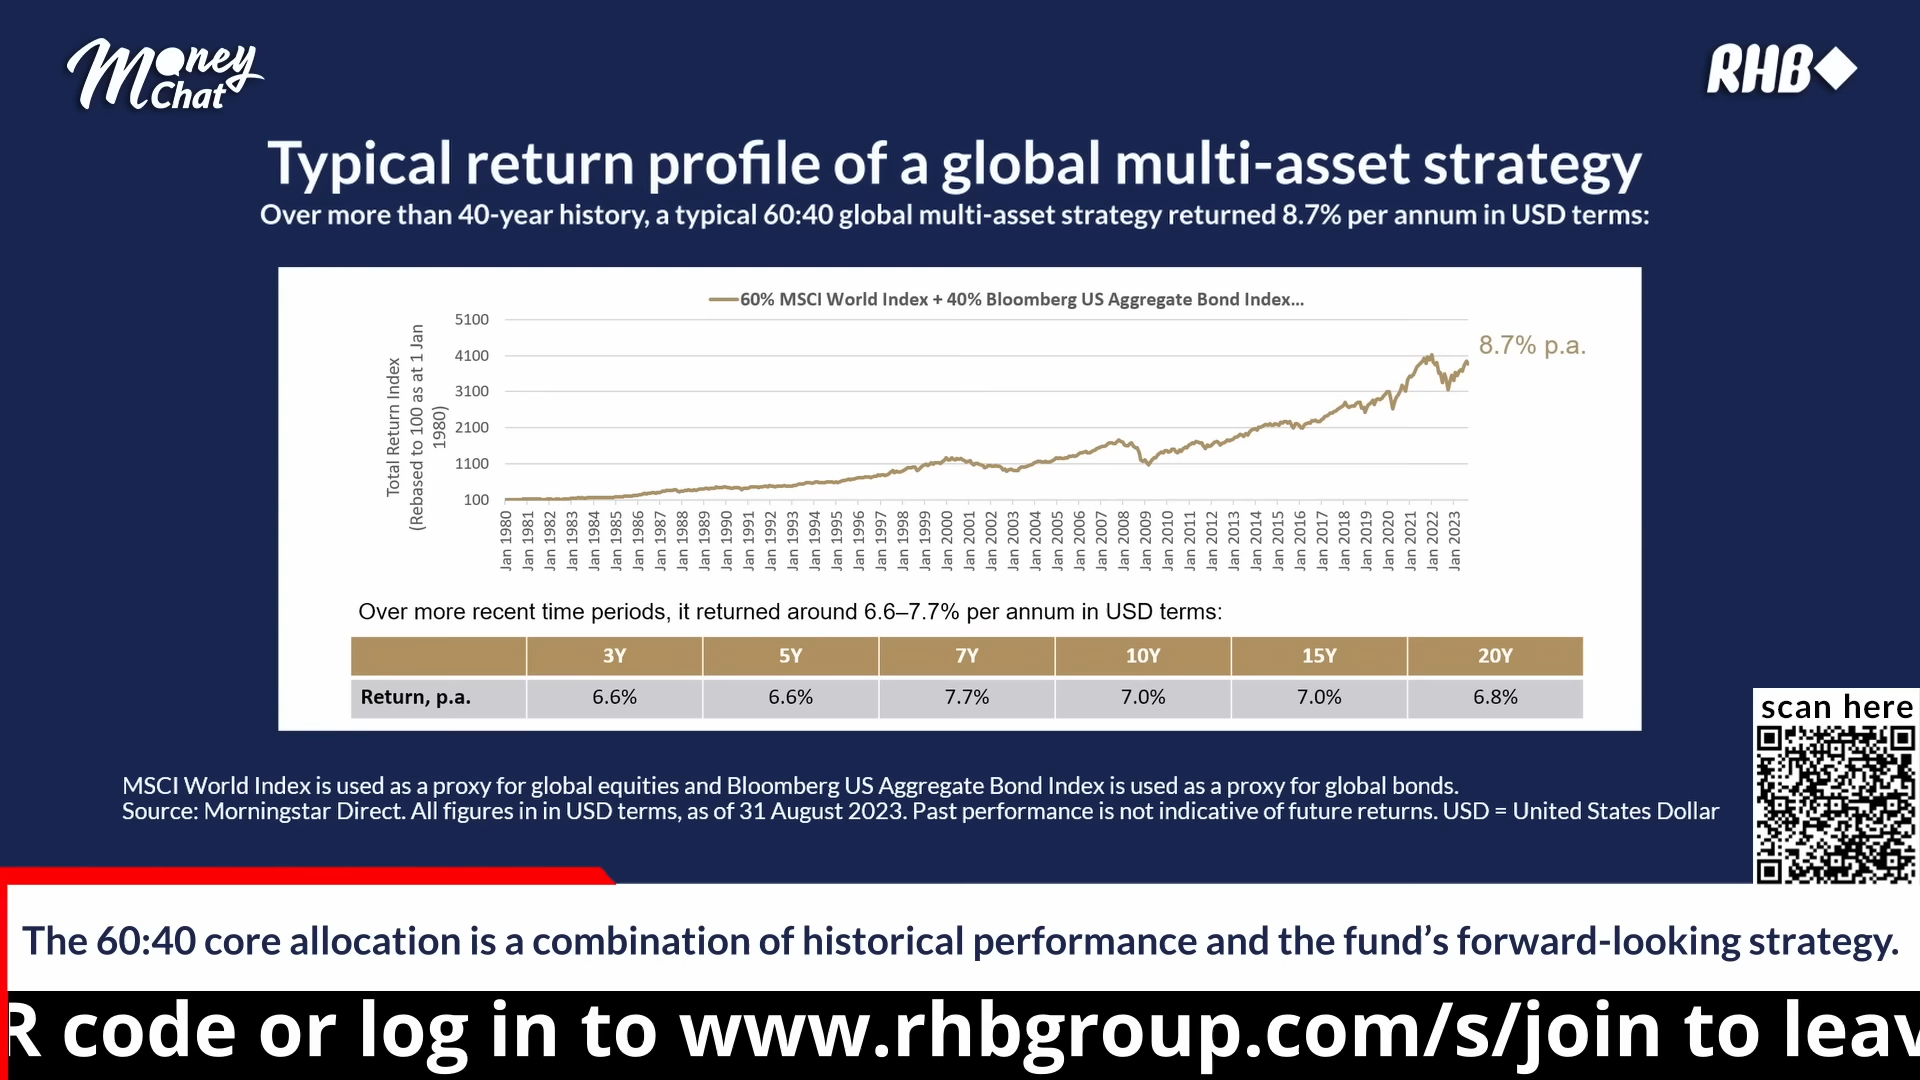 Money Chat
RHB
Typical return profile of a global multi-asset strategy
Over more than 40-year history, a typical 60:40 global multi-asset strategy returned 8.7% per annum in USD terms:
60% MSCI World Index + 40% Bloomberg US Aggregate Bond Index...
Total Return Index
(Rebased to 100 as at 1 Jan
1980)
5100
4100
3100
2100
1100
100
8.7% p.a.
Jan 1980
Jan 1981
Jan 1982
Jan 1983
Jan 1984
Jan 1985
Jan 1986
Jan 1987
Jan 1988
Jan 1989
Jan 1990
Jan 1991
Jan 1992
Jan 1993
Jan 1994
Jan 1995
Jan 1996
Jan 1997
Jan 1998
Jan 1999
Jan 2000
Jan 2001
Jan 2002
Jan 2003
Jan 2004
Jan 2005
Jan 2006
Jan 2007
Jan 2008
Jan 2009
Jan 2010
Jan 2011
Jan 2012
Jan 2013
Jan 2014
Jan 2015
Jan 2016
Jan 2017
Jan 2018
Jan 2019
Jan 2020
Jan 2021
Jan 2022
Jan 2023
Over more recent time periods, it returned around 6.6–7.7% per annum in USD terms:
3Y 5Y 7Y 10Y 15Y 20Y
Return, p.a. 6.6% 6.6% 7.7% 7.0% 7.0% 6.8%
scan here
MSCI World Index is used as a proxy for global equities and Bloomberg US Aggregate Bond Index is used as a proxy for global bonds.
Source: Morningstar Direct. All figures in in USD terms, as of 31 August 2023. Past performance is not indicative of future returns. USD = United States Dollar
The 60:40 core allocation is a combination of historical performance and the fund's forward-looking strategy.
R code or log in to www.rhbgroup.com/s/join to leav